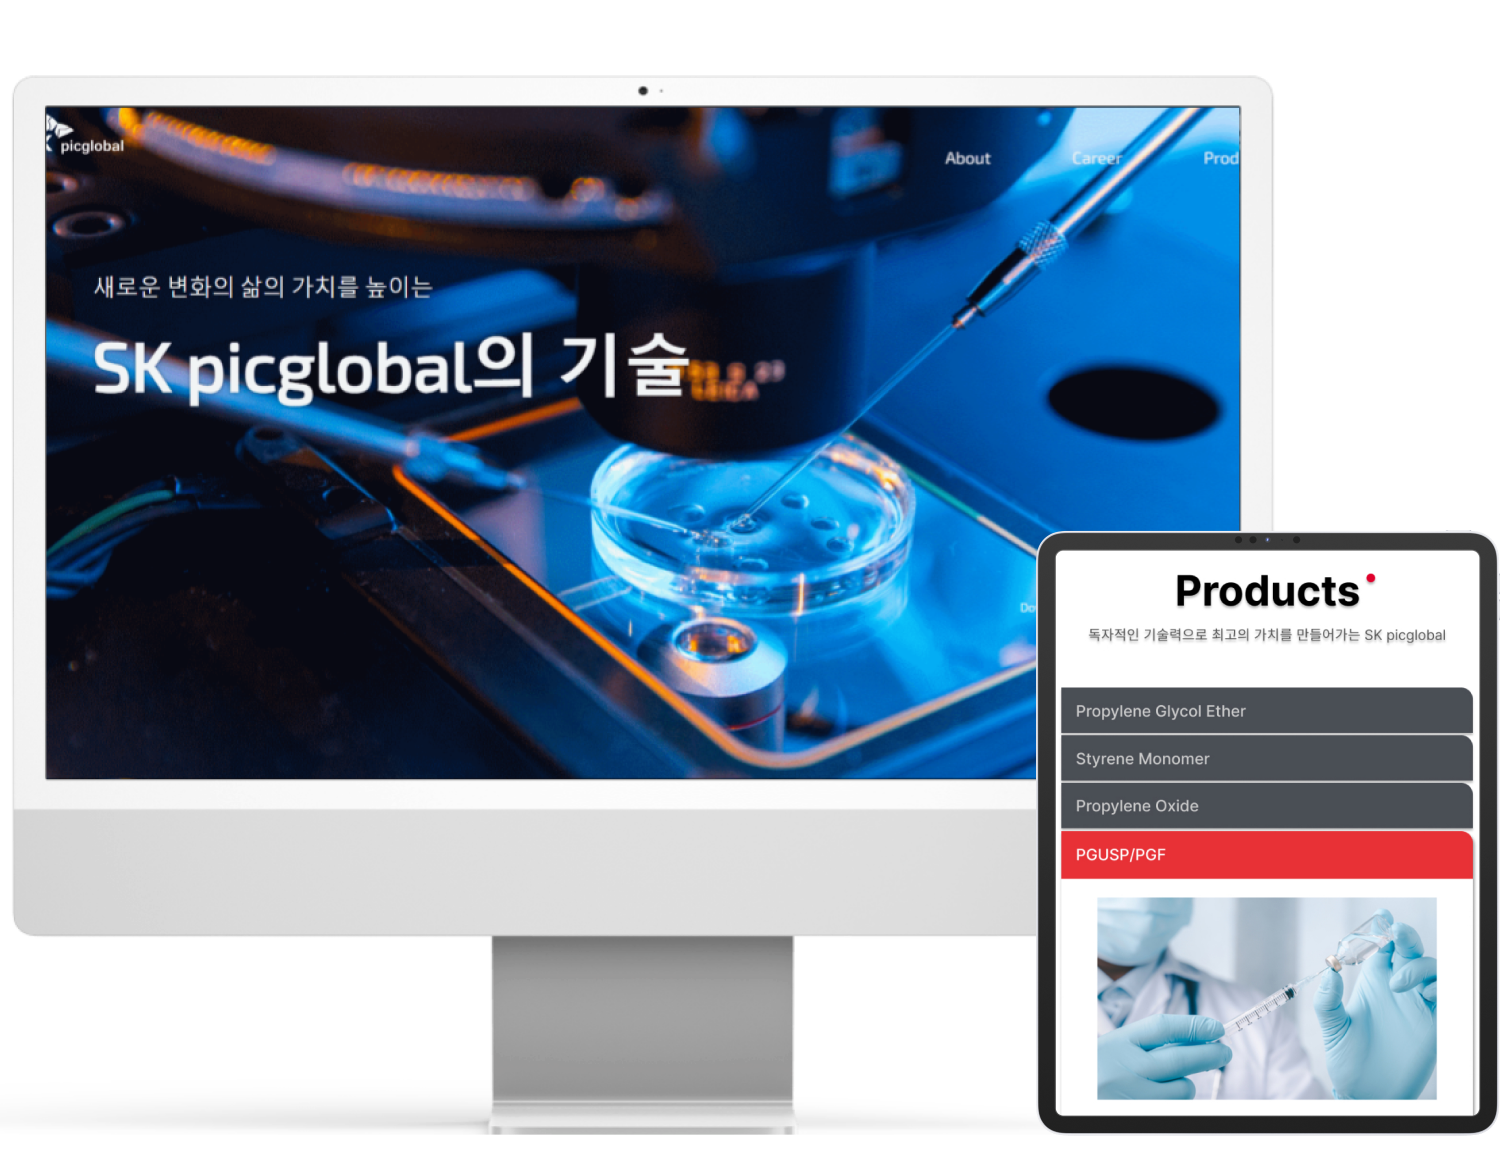 picglobal
About Career Prod
새로운 변화의 삶의 가치를 높이는
SK picglobal의 기술
LEICA
Do
Products
독자적인 기술력으로 최고의 가치를 만들어가는 SK picglobal
Propylene Glycol Ether
Styrene Monomer
Propylene Oxide
PGUSP/PGF